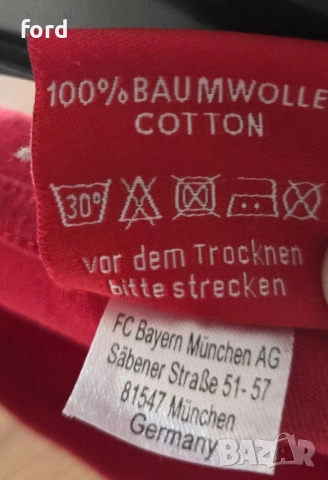 ford
100% BAUMWOLLE
COTTON
30°
vor dem Trocknen
bitte strecken
FC Bayern München AG
Säbener Straße 51- 57
81547 München
Germany
BAZAR